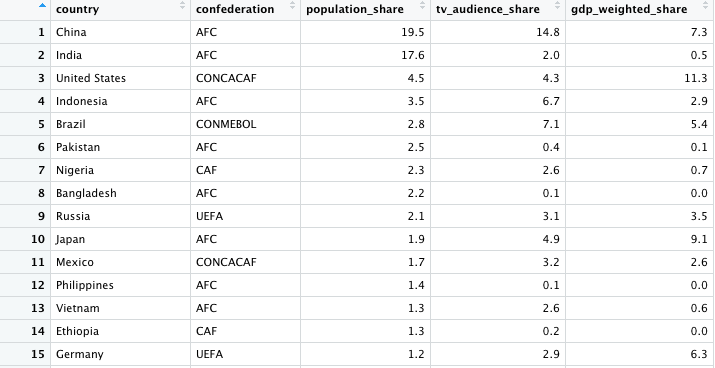 country confederation population_share tv_audience_share gdp_weighted_share
1 China AFC 19.5 14.8 7.3
2 India AFC 17.6 2.0 0.5
3 United States CONCACAF 4.5 4.3 11.3
4 Indonesia AFC 3.5 6.7 2.9
5 Brazil CONMEBOL 2.8 7.1 5.4
6 Pakistan AFC 2.5 0.4 0.1
7 Nigeria CAF 2.3 2.6 0.7
8 Bangladesh AFC 2.2 0.1 0.0
9 Russia UEFA 2.1 3.1 3.5
10 Japan AFC 1.9 4.9 9.1
11 Mexico CONCACAF 1.7 3.2 2.6
12 Philippines AFC 1.4 0.1 0.0
13 Vietnam AFC 1.3 2.6 0.6
14 Ethiopia CAF 1.3 0.2 0.0
15 Germany UEFA 1.2 2.9 6.3